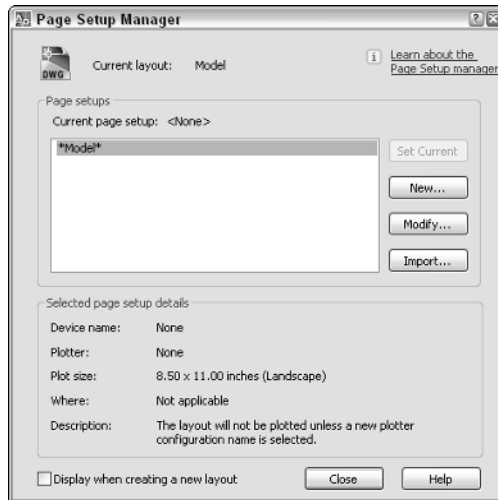 Page Setup Manager
DWG
Current layout: Model
i
Learn about the
Page Setup manager
Page setups
Current page setup: <None>
*Model*
Set Current
New...
Modify...
Import...
Selected page setup details
Device name: None
Plotter: None
Plot size: 8.50 x 11.00 inches (Landscape)
Where: Not applicable
Description: The layout will not be plotted unless a new plotter
configuration name is selected.
Display when creating a new layout
Close
Help